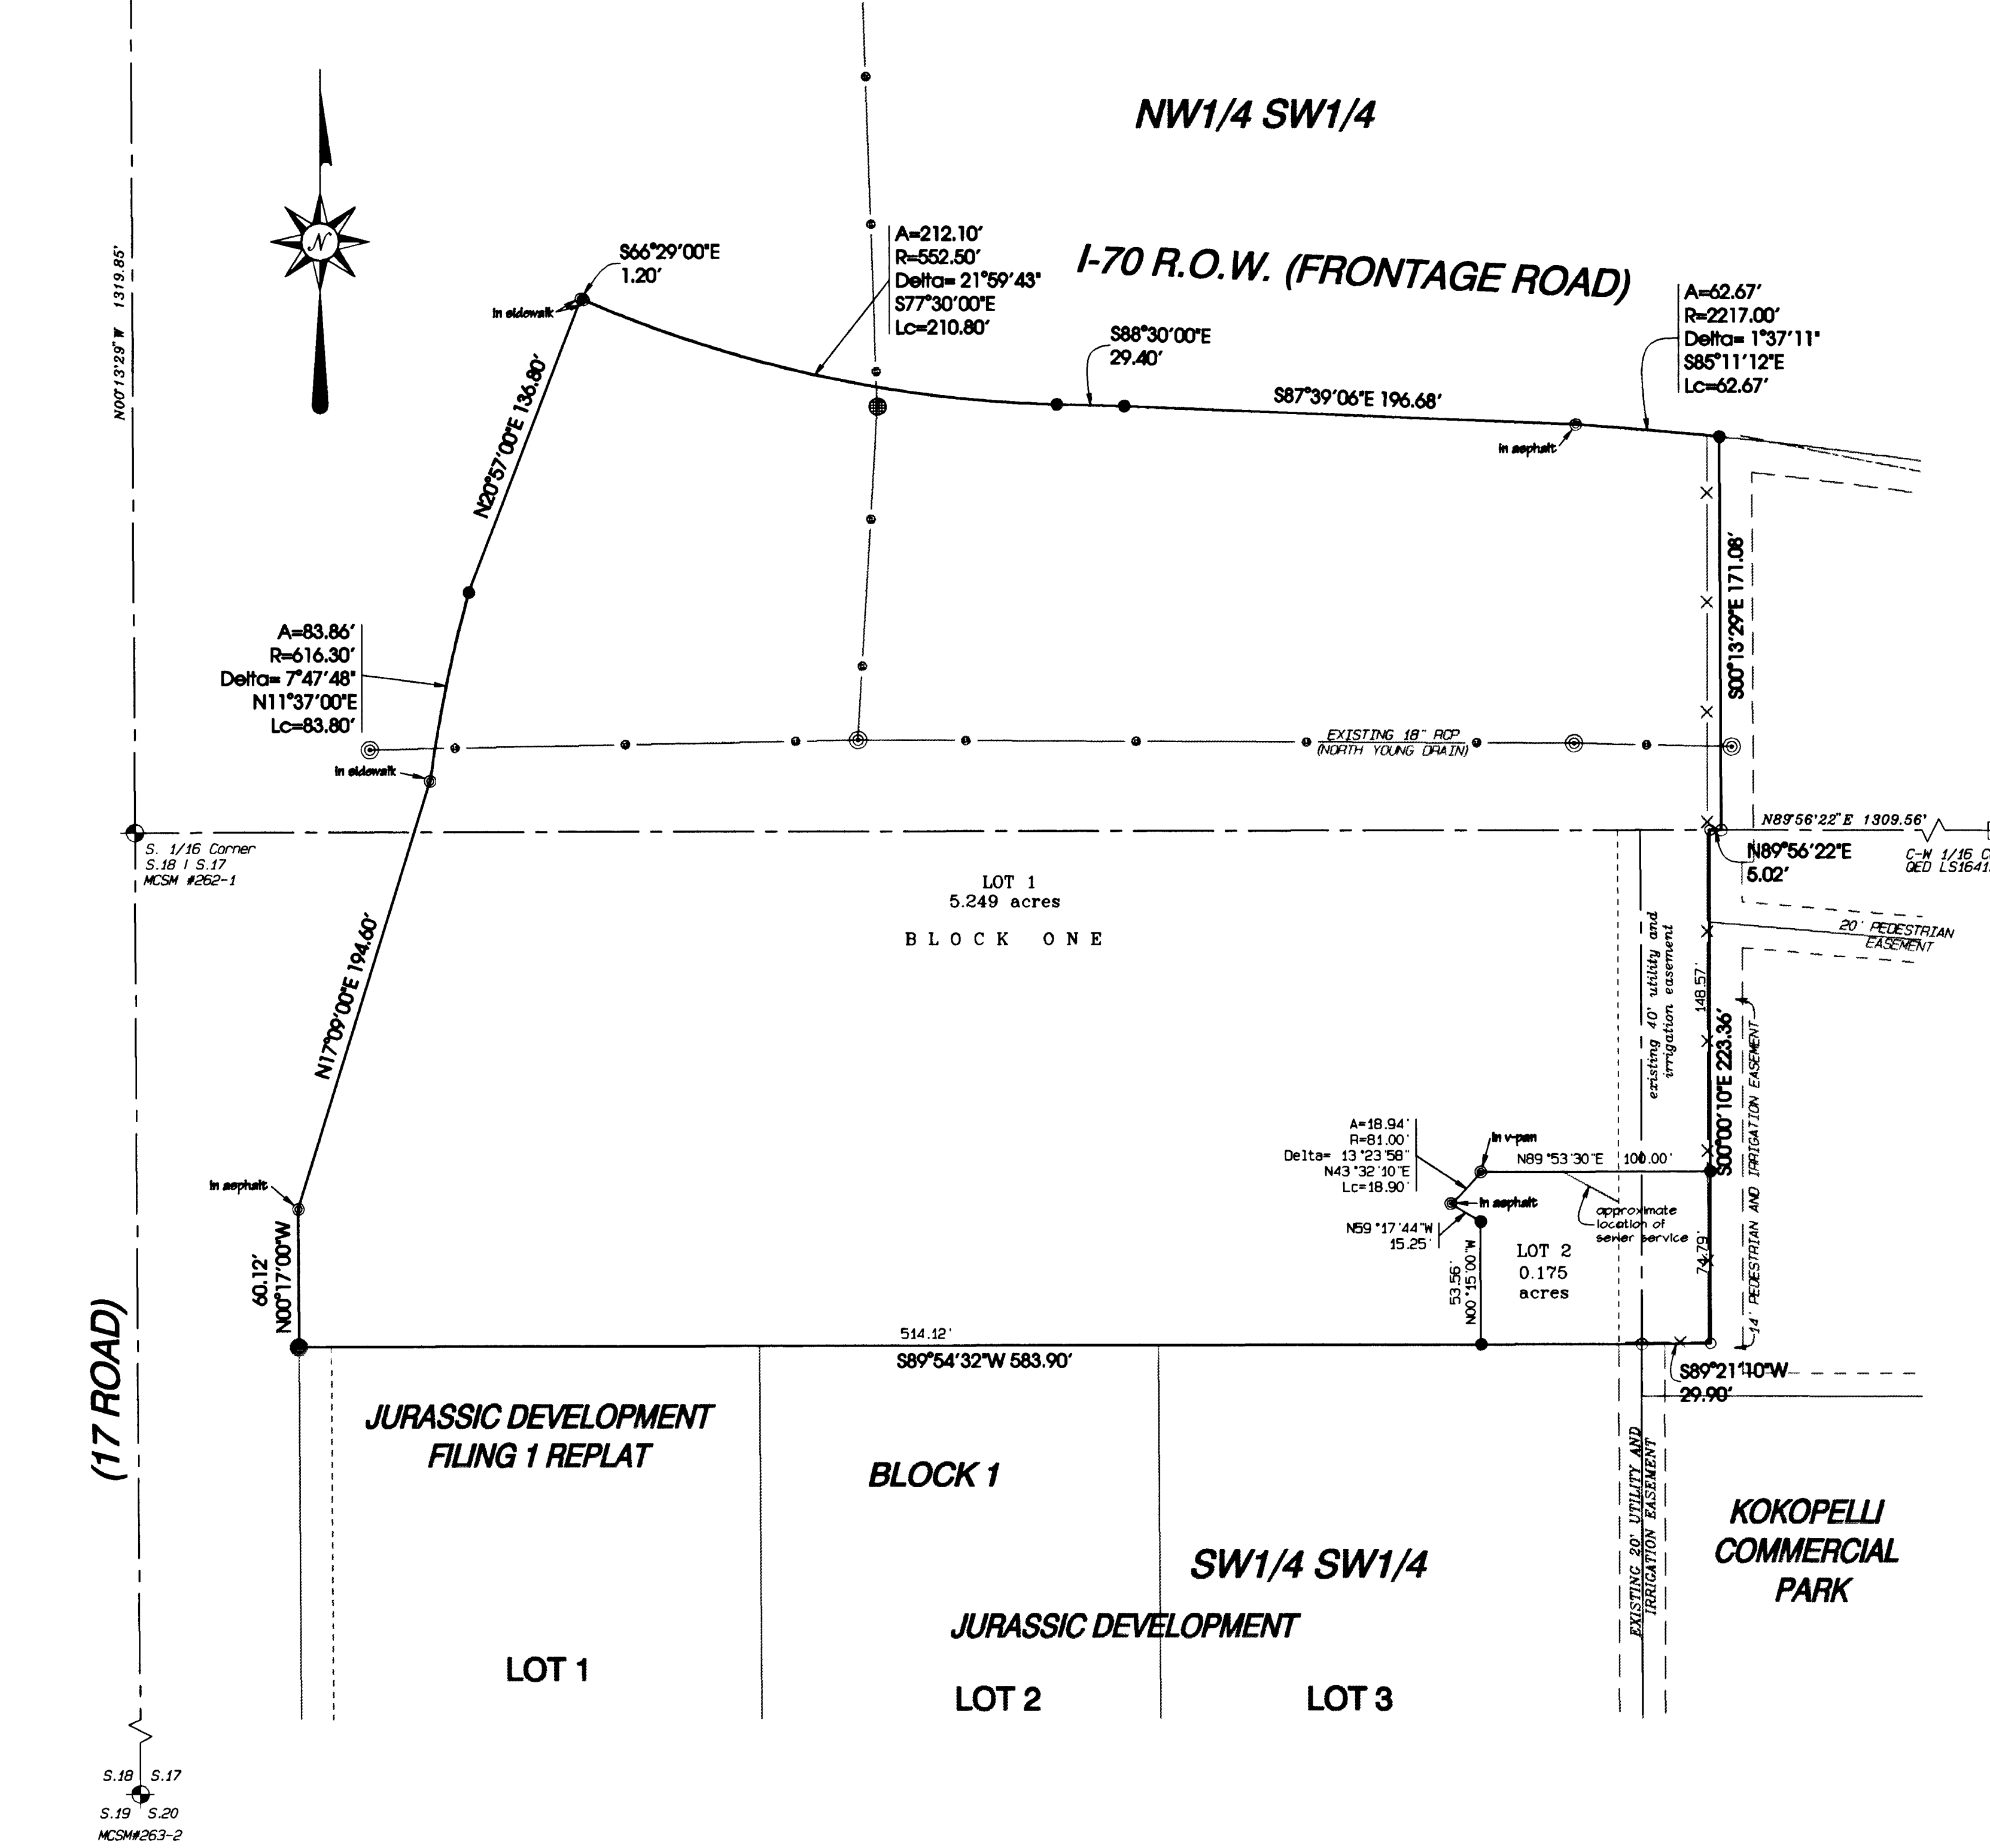 NW1/4 SW1/4
I-70 R.O.W. (FRONTAGE ROAD)
N00°13'29" W 1319.85'
N
S66°29'00"E
1.20'
in sidewalk
A=212.10'
R=552.50'
Delta= 21°59'43"
S77°30'00"E
Lc=210.80'
S88°30'00"E
29.40'
A=62.67'
R=2217.00'
Delta= 1°37'11"
S85°11'12"E
Lc=62.67'
S87°39'06"E 196.68'
in asphalt
N20°57'00"E 136.80'
S00°13'29"E 171.08'
A=83.86'
R=616.30'
Delta= 7°47'48"
N11°37'00"E
Lc=83.80'
in sidewalk
EXISTING 18" RCP
(NORTH YOUNG DRAIN)
N89°56'22"E 1309.56'
N89°56'22"E
5.02'
C-W 1/16 C
QED LS1641
S. 1/16 Corner
S.18 | S.17
MCSM #262-1
LOT 1
5.249 acres
BLOCK ONE
existing 40' utility and
irrigation easement
20' PEDESTRIAN
EASEMENT
148.57'
S00°00'10"E 223.36'
14' PEDESTRIAN AND IRRIGATION EASEMENT
N17°09'00"E 194.60'
A=18.94'
R=81.00'
Delta= 13°23'58"
N43°32'10"E
Lc=18.90'
in v-pan
N89°53'30"E 100.00'
in asphalt
in asphalt
N59°17'44"W
15.25'
approximate
location of
sewer service
LOT 2
0.175
acres
74.79'
53.56'
N00°15'00"W
60.12'
N00°17'00"W
514.12'
S89°54'32"W 583.90'
S89°21'10"W
29.90'
(17 ROAD)
JURASSIC DEVELOPMENT
FILING 1 REPLAT
BLOCK 1
SW1/4 SW1/4
JURASSIC DEVELOPMENT
EXISTING 20' UTILITY AND
IRRIGATION EASEMENT
KOKOPELLI
COMMERCIAL
PARK
LOT 1
LOT 2
LOT 3
S.18 S.17
S.19 S.20
MCSM#263-2